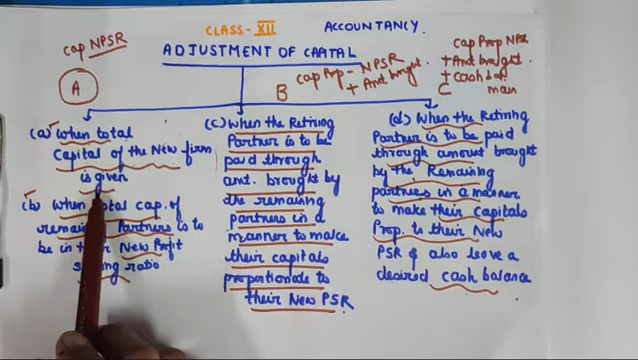 CLASS-XII ACCOUNTANCY.
ADJUSTMENT OF CAPTAL
cap NPSR
A
B
cap Prop - NPSR
+ Amt brought.
cap Prop NPSR
+ Amt brought.
+ Cash bal.
C
(a) When total
Capital of the New firm
is given
(b) When total cap. of
Partners is to
be in their New Profit
ratio
(c) When the Retiring
Partner is to be
paid through
amt. brought by
the remaining
partners in a
manner to make
their capitals
proportionate to
their New PSR
(d) When the Retiring
Partner is to be paid
through amount brought
by the Remaining
partners in a manner
to make their capitals
Prop. to their New
PSR & also leave a
desired cash balance